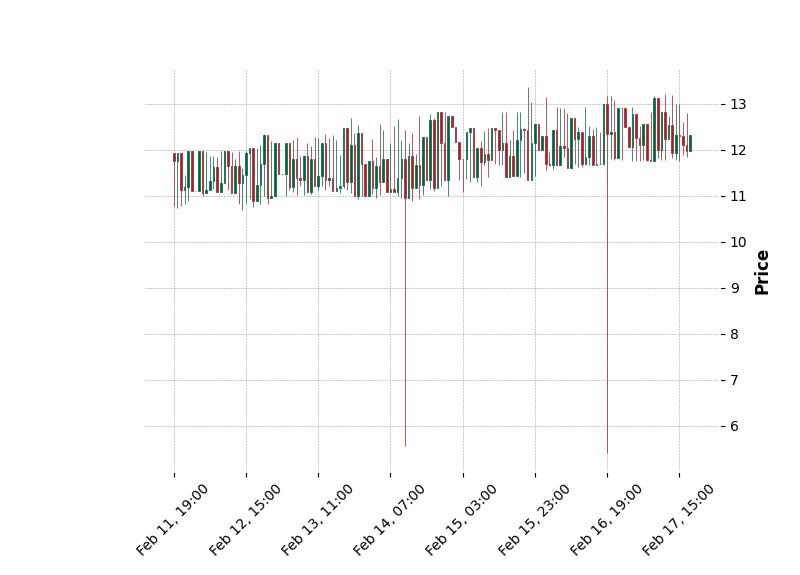 13
12
11
10
9
8
7
6
Price
Feb 11, 19:00
Feb 12, 15:00
Feb 13, 11:00
Feb 14, 07:00
Feb 15, 03:00
Feb 15, 23:00
Feb 16, 19:00
Feb 17, 15:00